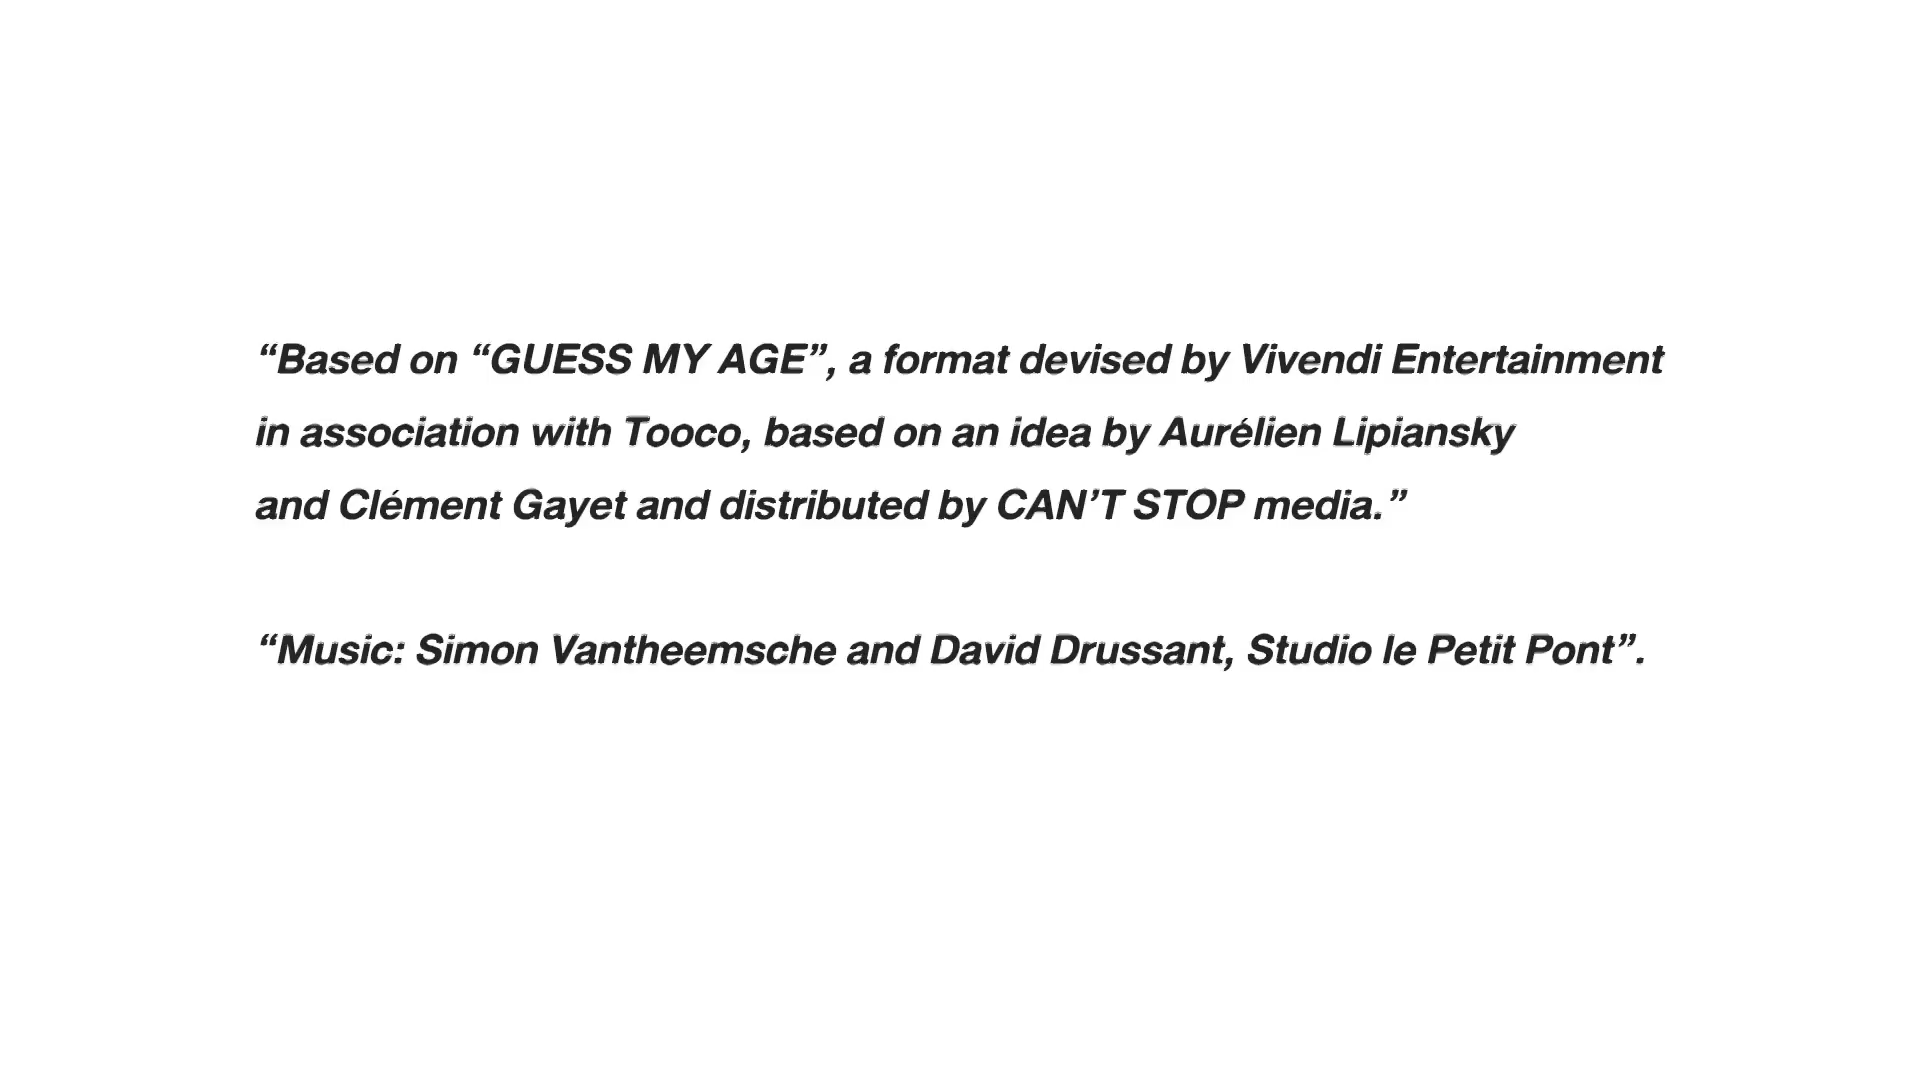 “Based on “GUESS MY AGE”, a format devised by Vivendi Entertainment
in association with Tooco, based on an idea by Aurélien Lipiansky
and Clément Gayet and distributed by CAN’T STOP media.”
“Music: Simon Vantheemsche and David Drussant, Studio le Petit Pont”.